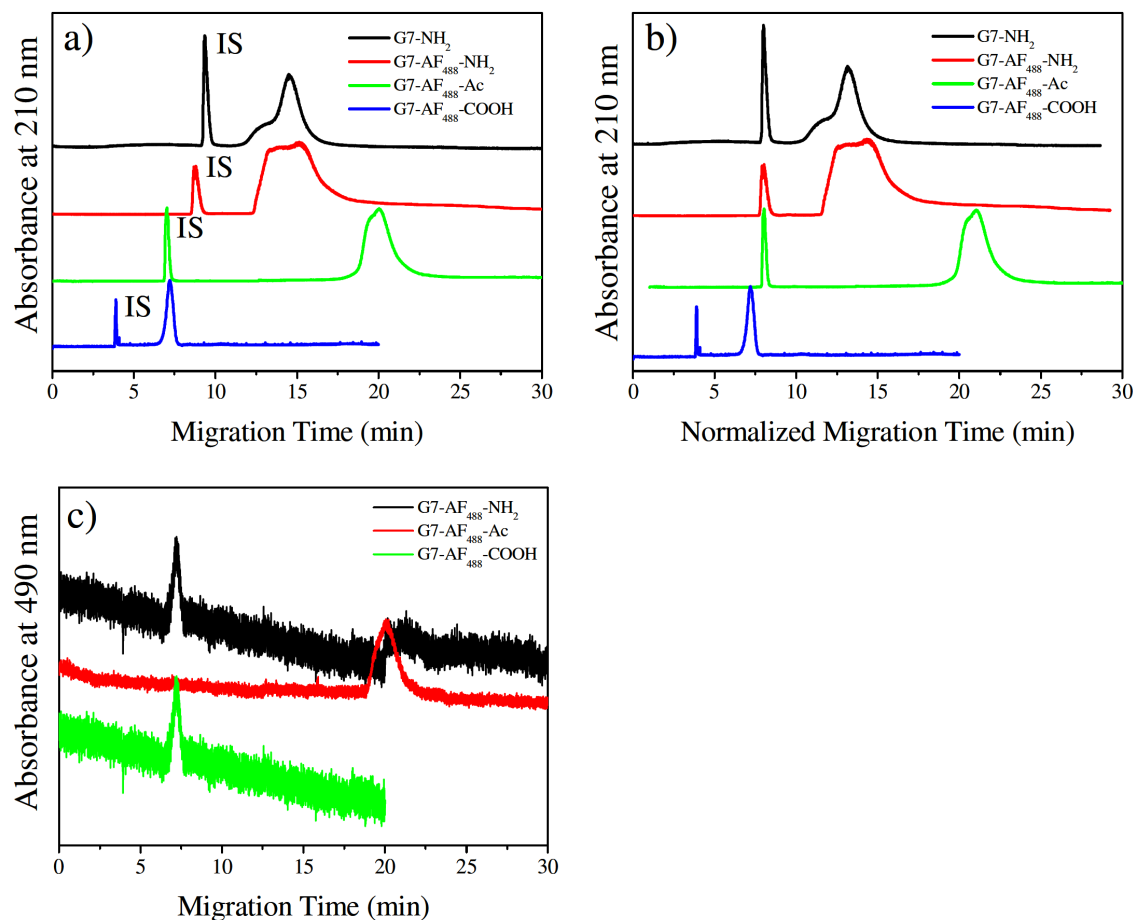 a)
IS
IS
IS
IS
G7-NH₂
G7-AF₄₈₈-NH₂
G7-AF₄₈₈-Ac
G7-AF₄₈₈-COOH
Absorbance at 210 nm
0 5 10 15 20 25 30
Migration Time (min)
b)
G7-NH₂
G7-AF₄₈₈-NH₂
G7-AF₄₈₈-Ac
G7-AF₄₈₈-COOH
Absorbance at 210 nm
0 5 10 15 20 25 30
Normalized Migration Time (min)
c)
G7-AF₄₈₈-NH₂
G7-AF₄₈₈-Ac
G7-AF₄₈₈-COOH
Absorbance at 490 nm
0 5 10 15 20 25 30
Migration Time (min)